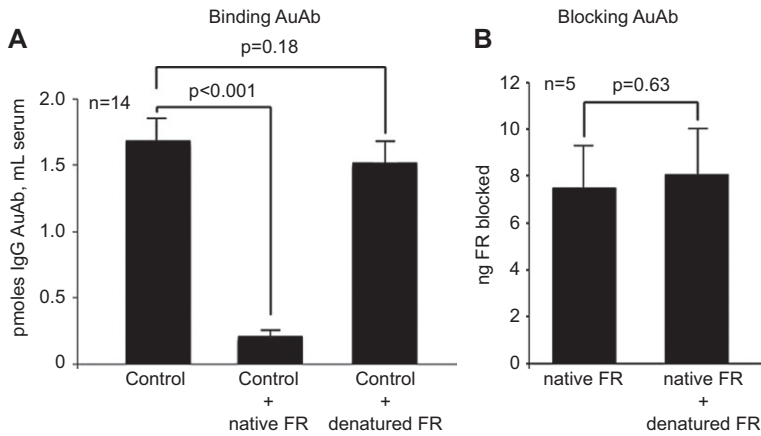 Binding AuAb
Blocking AuAb
A
p=0.18
n=14
p<0.001
2.0
1.5
1.0
0.5
0
pmoles IgG AuAb, mL serum
Control
Control
+
native FR
Control
+
denatured FR
B
n=5
p=0.63
12
10
8
6
4
2
0
ng FR blocked
native FR
native FR
+
denatured FR